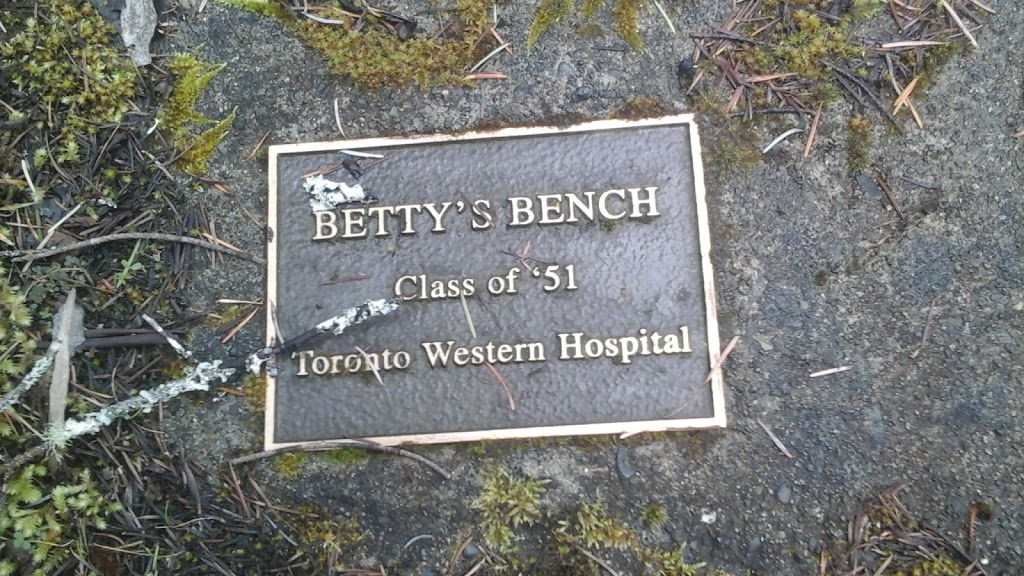 BETTY'S BENCH
Class of '51
Toronto Western Hospital